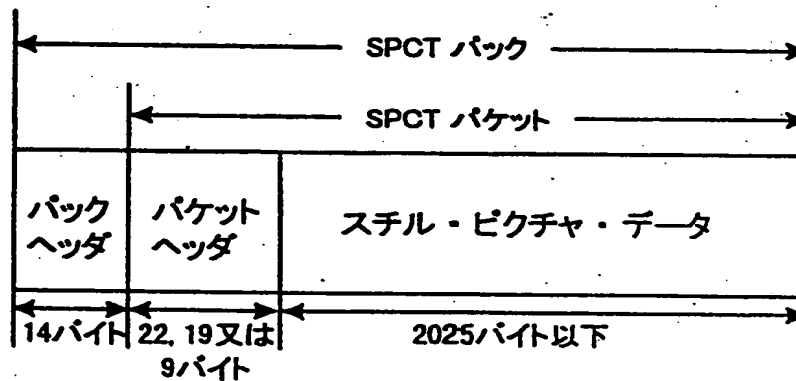 SPCT パック
SPCT パケット
パック
ヘッダ
パケット
ヘッダ
スチル・ピクチャ・データ
14バイト
22, 19又は
9バイト
2025バイト以下